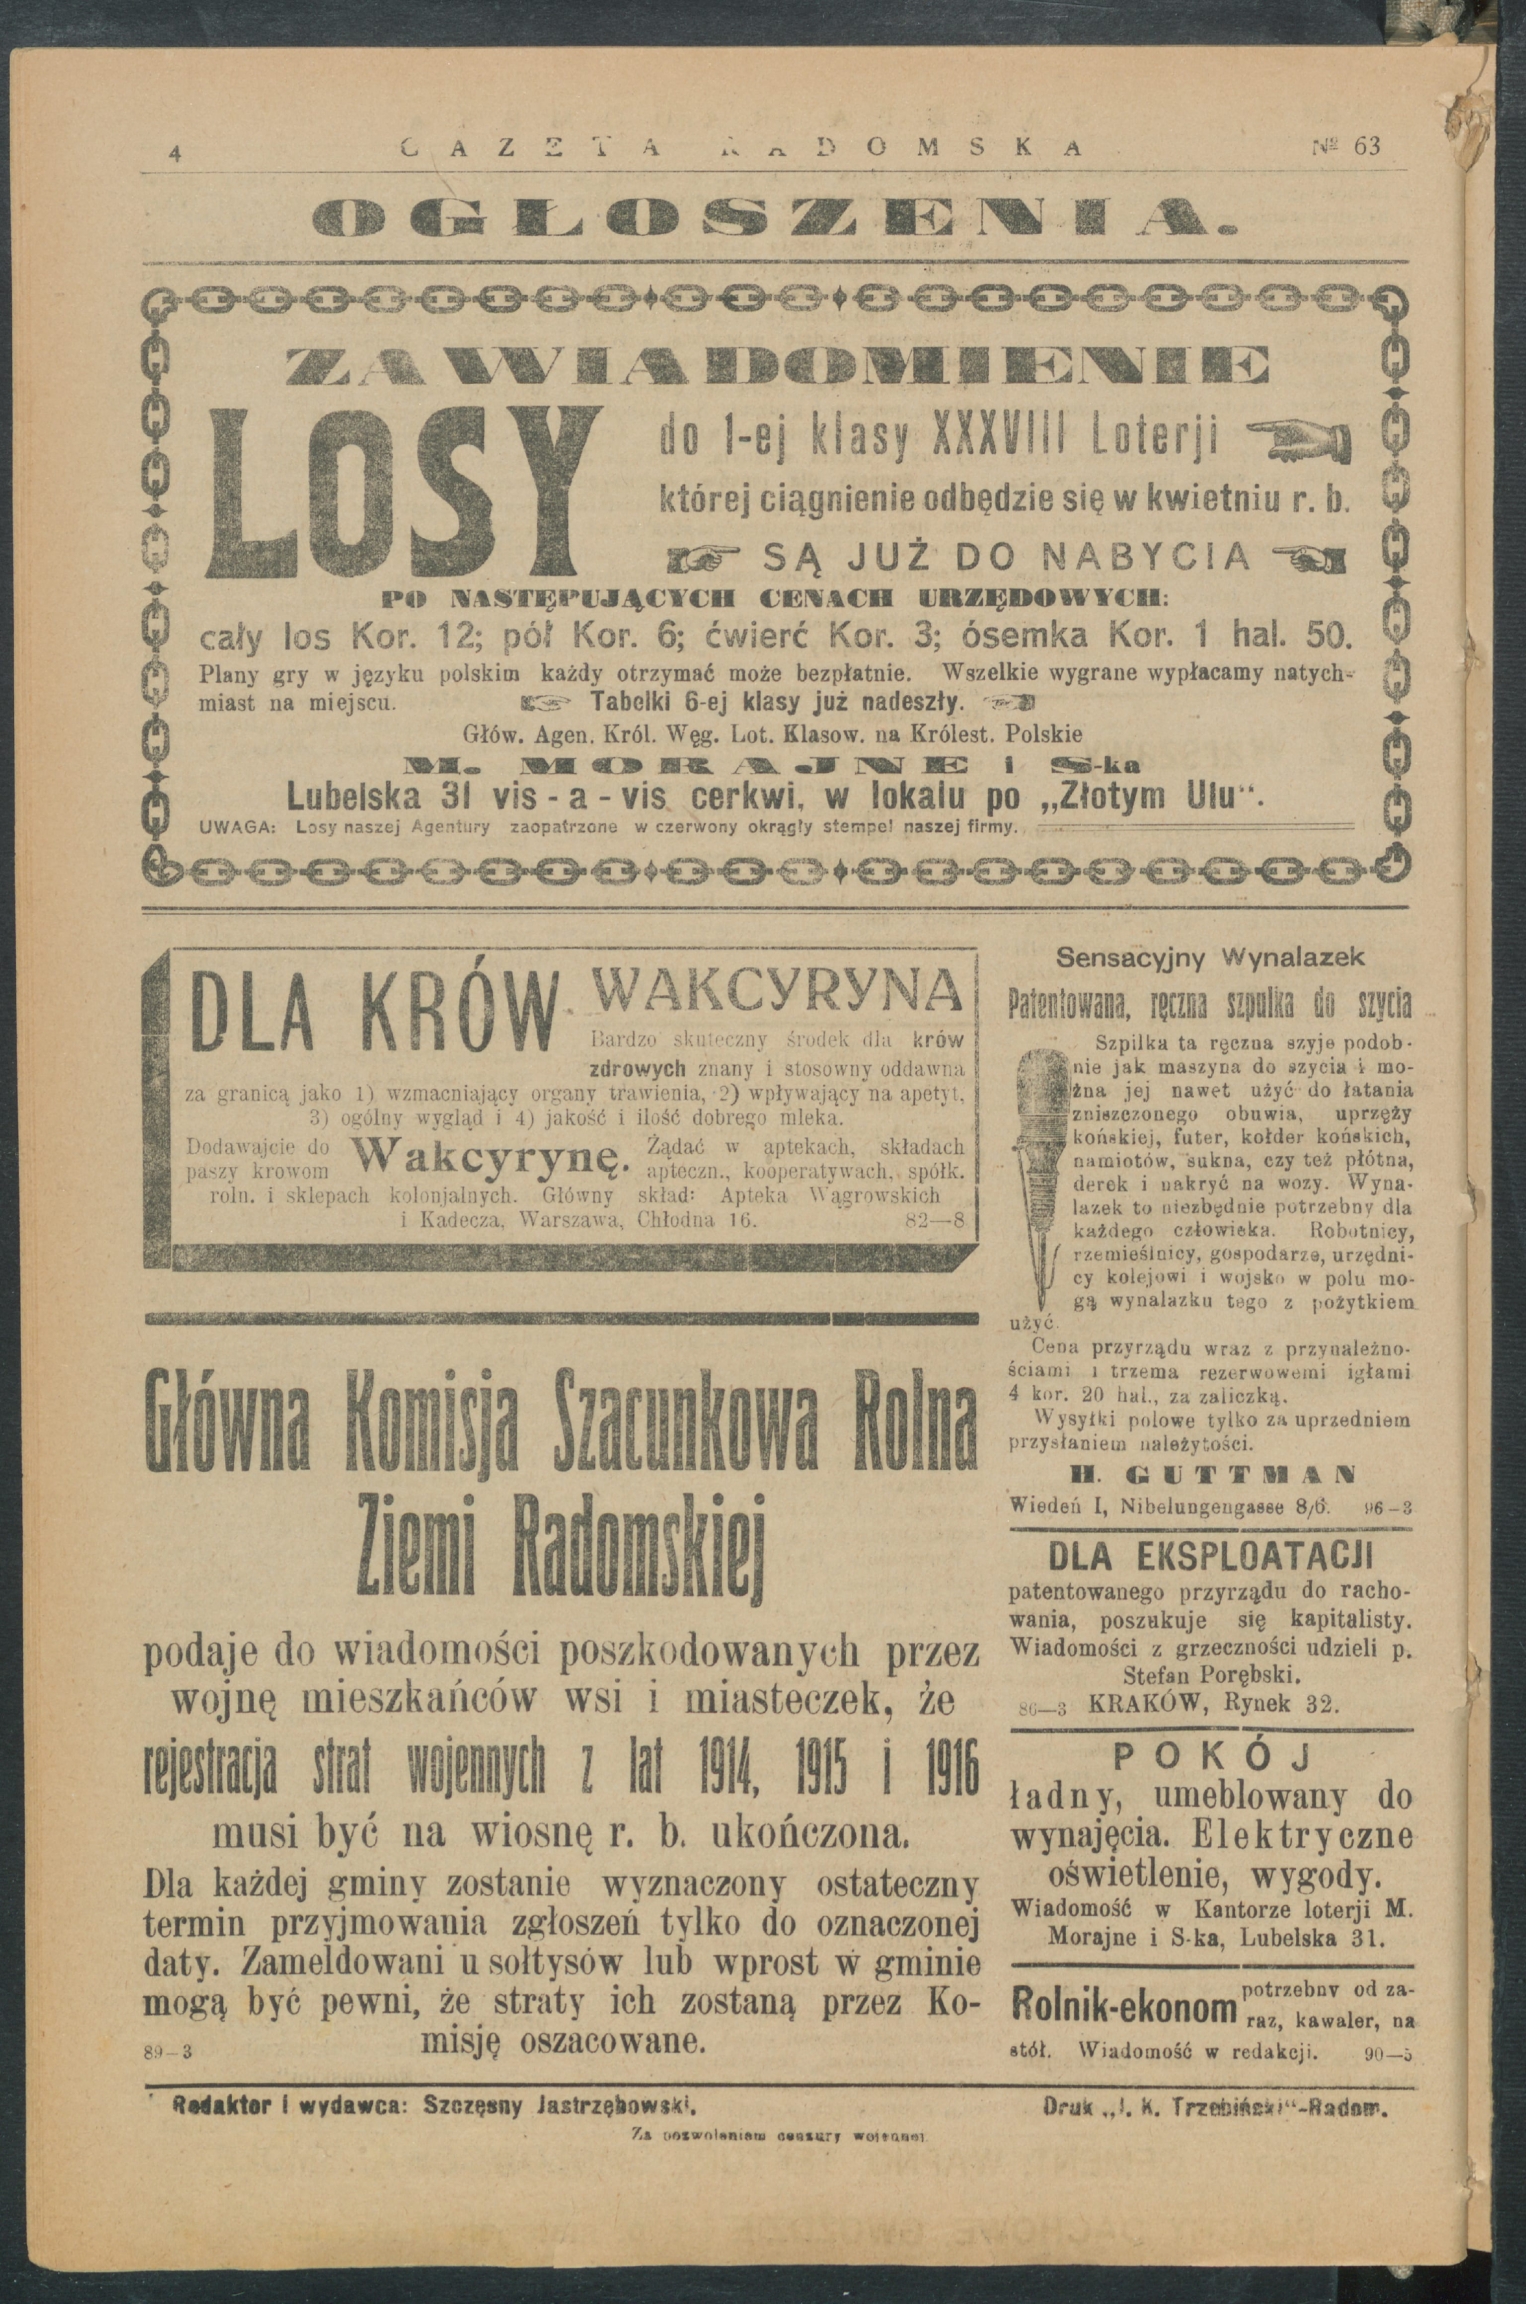 4
GAZETA RADOMSKA
№ 63
OGŁOSZENIA.
ZAWIADOMIENIE
LOSY
do 1-ej klasy XXXVIII Loterji
której ciągnienie odbędzie się w kwietniu r. b.
SĄ JUŻ DO NABYCIA
PO NASTĘPUJĄCYCH CENACH URZĘDOWYCH:
cały los Kor. 12; pół Kor. 6; ćwierć Kor. 3; ósemka Kor. 1 hal. 50.
Plany gry w języku polskim każdy otrzymać może bezpłatnie. Wszelkie wygrane wypłacamy natych-
miast na miejscu. Tabelki 6-ej klasy już nadeszły.
Głów. Agen. Król. Węg. Lot. Klasow. na Królest. Polskie
M. MORAJNE i S-ka
Lubelska 31 vis-a-vis cerkwi, w lokalu po „Złotym Ulu“.
UWAGA: Losy naszej Agentury zaopatrzone w czerwony okrągły stempel naszej firmy.
DLA KRÓW WAKCYRYNA
Bardzo skuteczny środek dla krów
zdrowych znany i stosowny oddawna
za granicą jako 1) wzmacniający organy trawienia, 2) wpływający na apetyt,
3) ogólny wygląd i 4) jakość i ilość dobrego mleka.
Dodawajcie do
paszy krowom
Wakcyrynę.
Żądać w aptekach, składach
apteczn., kooperatywach, spółk.
roln. i sklepach kolonjalnych. Główny skład: Apteka Wągrowskich
i Kadecza, Warszawa, Chłodna 16. 82—8
Główna Komisja Szacunkowa Rolna
Ziemi Radomskiej
podaje do wiadomości poszkodowanych przez
wojnę mieszkańców wsi i miasteczek, że
rejestracja strat wojennych z lat 1914, 1915 i 1916
musi być na wiosnę r. b. ukończona.
Dla każdej gminy zostanie wyznaczony ostateczny
termin przyjmowania zgłoszeń tylko do oznaczonej
daty. Zameldowani u sołtysów lub wprost w gminie
mogą być pewni, że straty ich zostaną przez Ko-
misję oszacowane.
89—3
Sensacyjny Wynalazek
Patentowana, ręczna szpulka do szycia
Szpilka ta ręczna szyje podob-
nie jak maszyna do szycia i mo-
żna jej nawet użyć do łatania
zniszczonego obuwia, uprzęży
końskiej, futer, kołder końskich,
namiotów, sukna, czy też płótna,
derek i nakryć na wozy. Wyna-
lazek to niezbędnie potrzebny dla
każdego człowieka. Robotnicy,
rzemieślnicy, gospodarze, urzędni-
cy kolejowi i wojsko w polu mo-
gą wynalazku tego z pożytkiem
użyć.
Cena przyrządu wraz z przynależno-
ściami i trzema rezerwowemi igłami
4 kor. 20 hal., za zaliczką.
Wysyłki polowe tylko za uprzedniem
przysłaniem należytości.
H. GUTTMAN
Wiedeń I, Nibelungengasse 8/6. 96—3
DLA EKSPLOATACJI
patentowanego przyrządu do racho-
wania, poszukuje się kapitalisty.
Wiadomości z grzeczności udzieli p.
Stefan Porębski.
86—3 KRAKÓW, Rynek 32.
POKÓJ
ładny, umeblowany do
wynajęcia. Elektryczne
oświetlenie, wygody.
Wiadomość w Kantorze loterji M.
Morajne i S-ka, Lubelska 31.
Rolnik-ekonom potrzebny od za-
raz, kawaler, na
stół. Wiadomość w redakcji. 90—5
Redaktor i wydawca: Szczęsny Jastrzębowski.
Druk „J. K. Trzebiński“-Radom.
Za pozwoleniem cenzury wojennej.